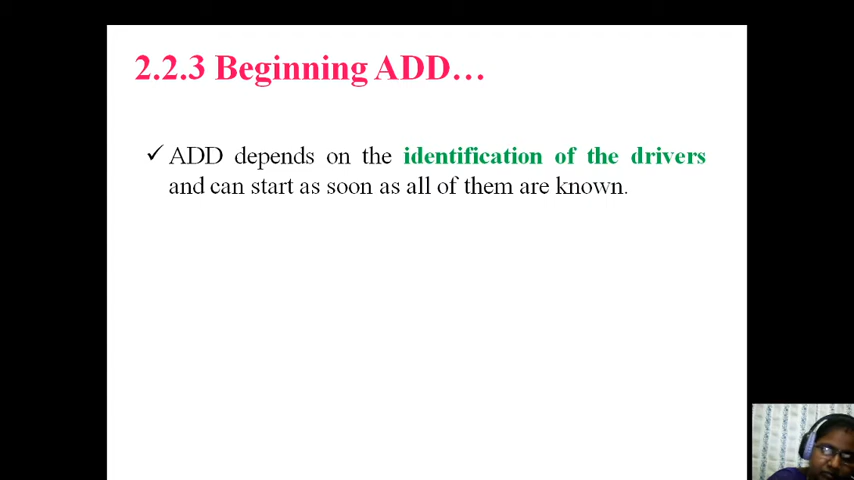 2.2.3 Beginning ADD…
✓ ADD depends on the identification of the drivers
and can start as soon as all of them are known.